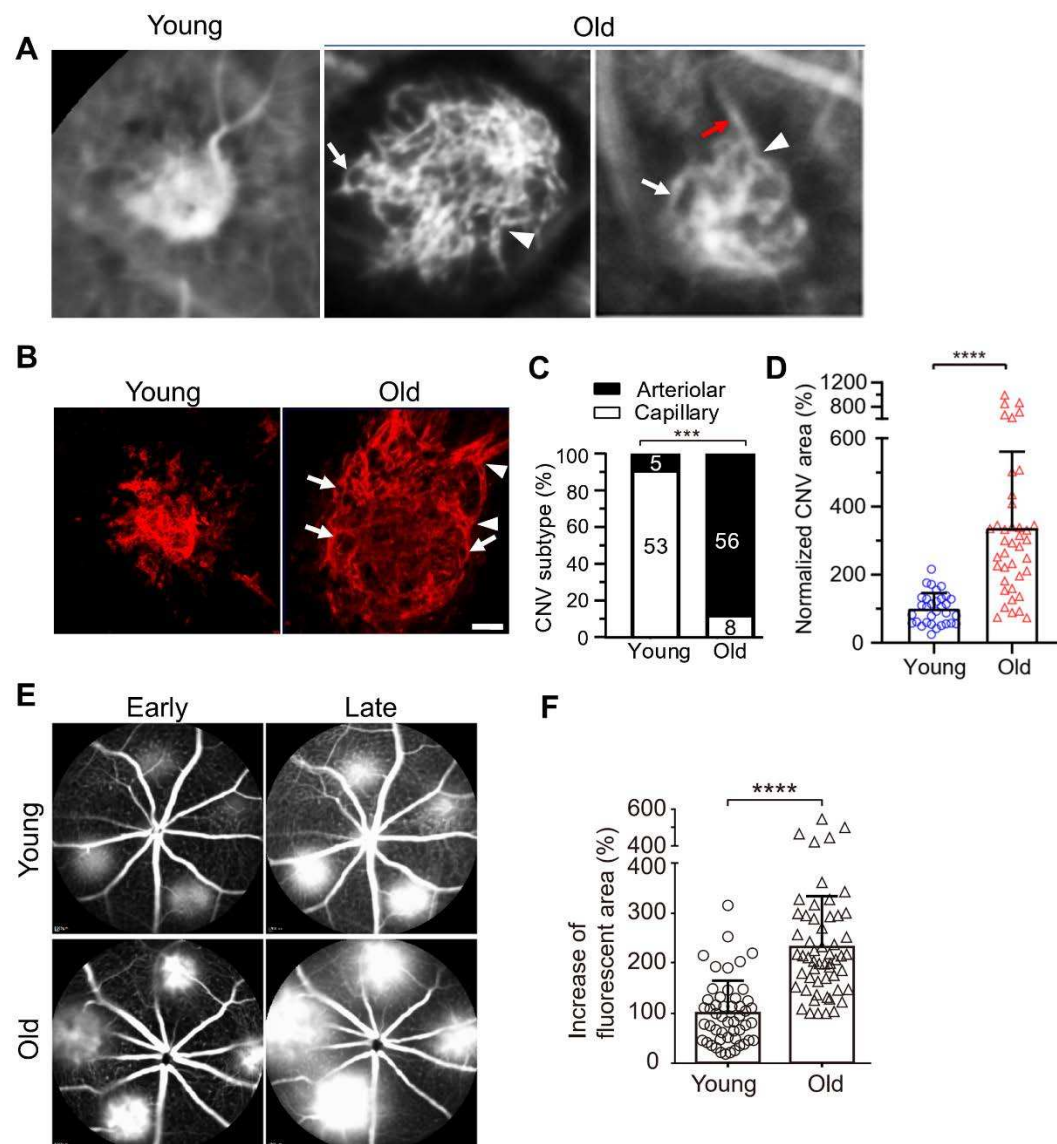 A
Young
Old
B
Young
Old
C
Arteriolar
Capillary
***
CNV subtype (%)
100
80
60
40
20
0
5
53
56
8
Young
Old
D
****
Normalized CNV area (%)
1200
800
600
400
200
0
Young
Old
E
Early
Late
Young
Old
F
****
Increase of
fluorescent area (%)
600
400
400
300
200
100
0
Young
Old